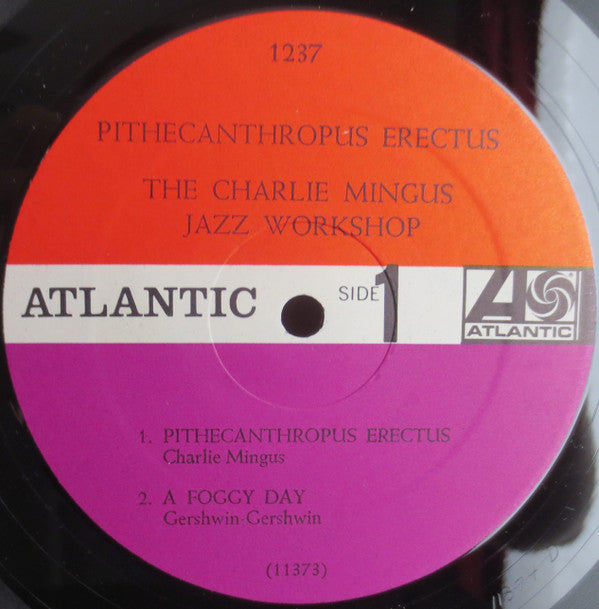 1237
PITHECANTHROPUS ERECTUS
THE CHARLIE MINGUS
JAZZ WORKSHOP
ATLANTIC
SIDE 1
ATLANTIC
1. PITHECANTHROPUS ERECTUS
Charlie Mingus
2. A FOGGY DAY
Gershwin-Gershwin
(11373)